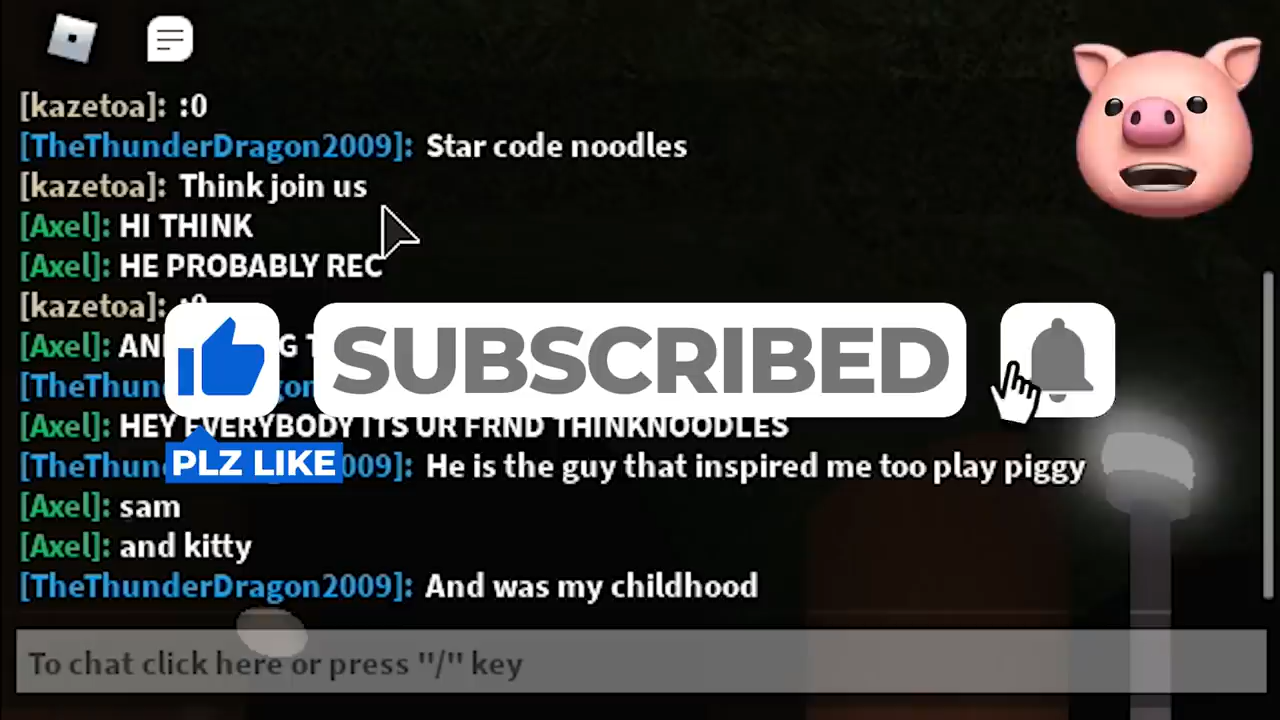 [kazetoa]: :0
[TheThunderDragon2009]: Star code noodles
[kazetoa]: Think join us
[Axel]: HI THINK
[Axel]: HE PROBABLY REC
[kazetoa]: :0
[Axel]:
SUBSCRIBED
[Axel]: HEY EVERYBODY ITS UR FRND THINKNOODLES
PLZ LIKE
009]: He is the guy that inspired me too play piggy
[Axel]: sam
[Axel]: and kitty
[TheThunderDragon2009]: And was my childhood
To chat click here or press "/" key